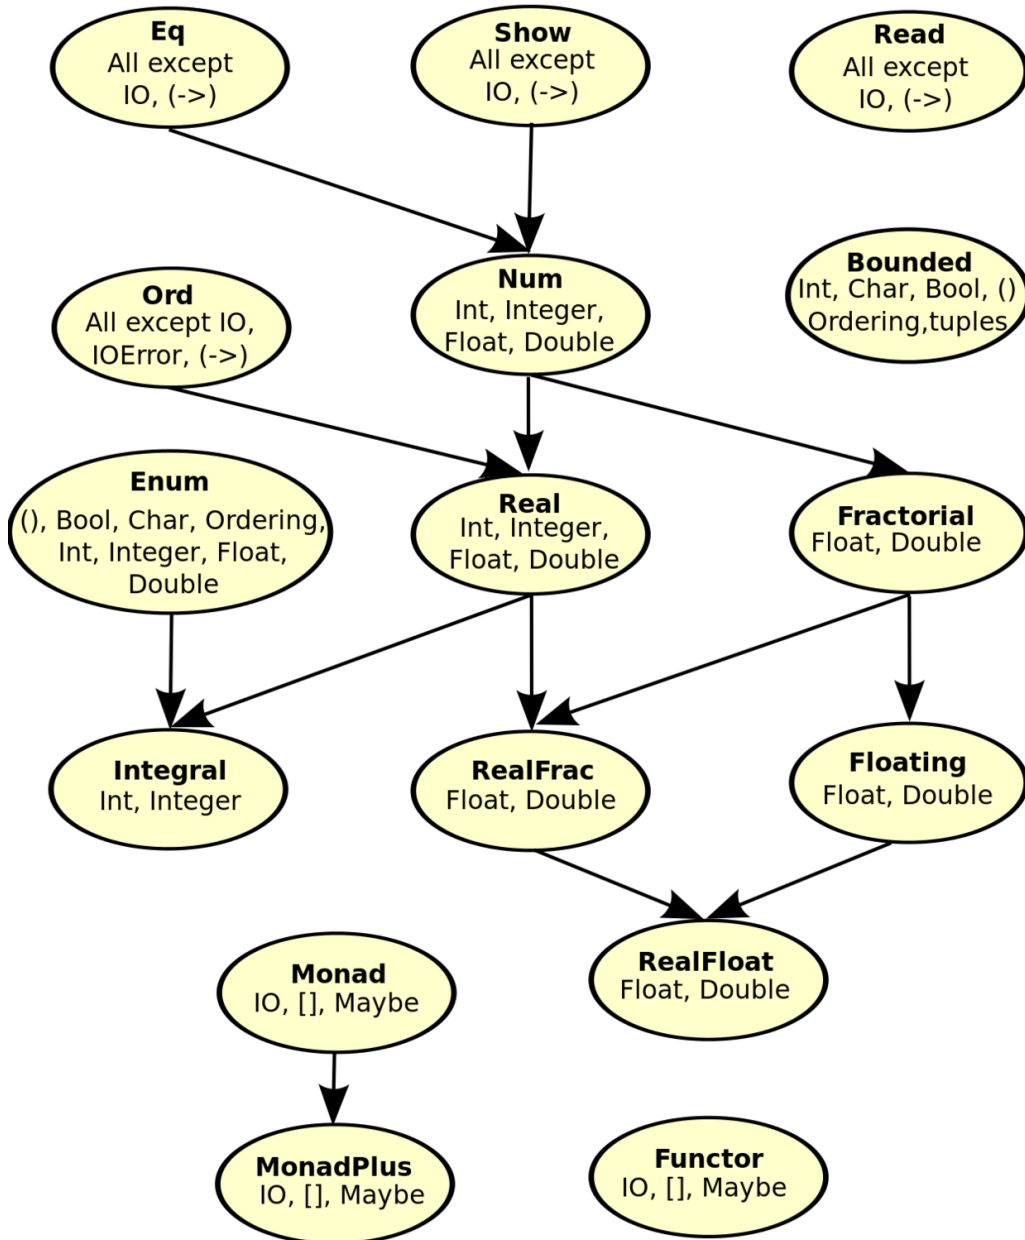 Eq
All except
IO, (->)
Show
All except
IO, (->)
Read
All except
IO, (->)
Ord
All except IO,
IOError, (->)
Num
Int, Integer,
Float, Double
Bounded
Int, Char, Bool, ()
Ordering,tuples
Enum
(), Bool, Char, Ordering,
Int, Integer, Float,
Double
Real
Int, Integer,
Float, Double
Fractorial
Float, Double
Integral
Int, Integer
RealFrac
Float, Double
Floating
Float, Double
Monad
IO, [], Maybe
RealFloat
Float, Double
MonadPlus
IO, [], Maybe
Functor
IO, [], Maybe